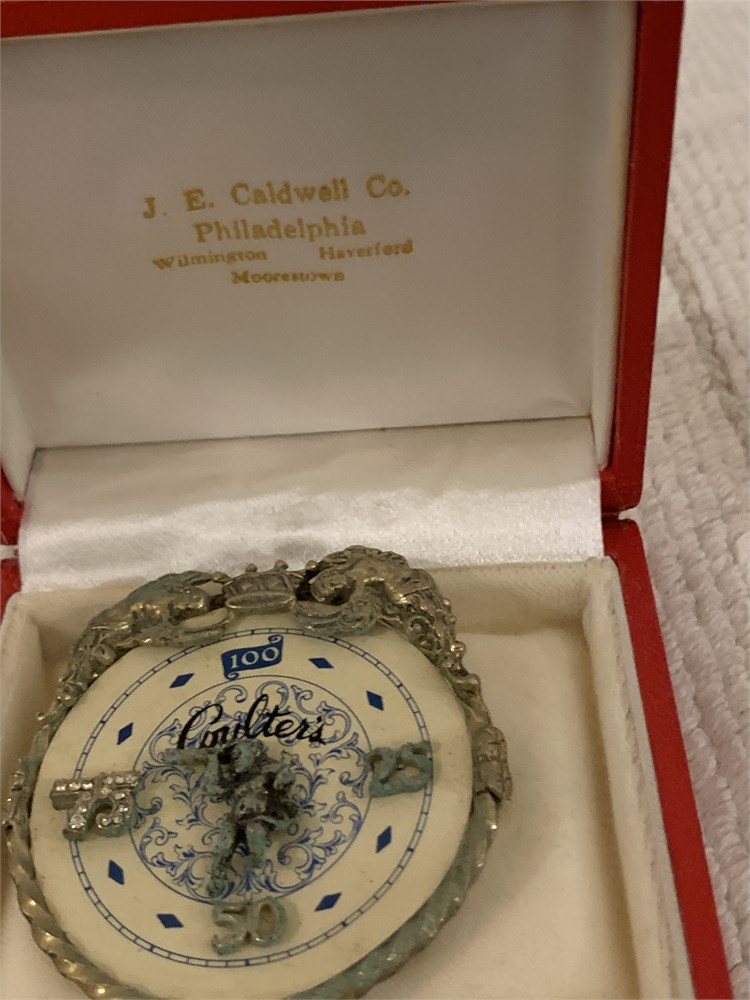 J. E. Caldwell Co.
Philadelphia
Wilmington Haverford
Moorestown
100
Coulter's
75 25
50